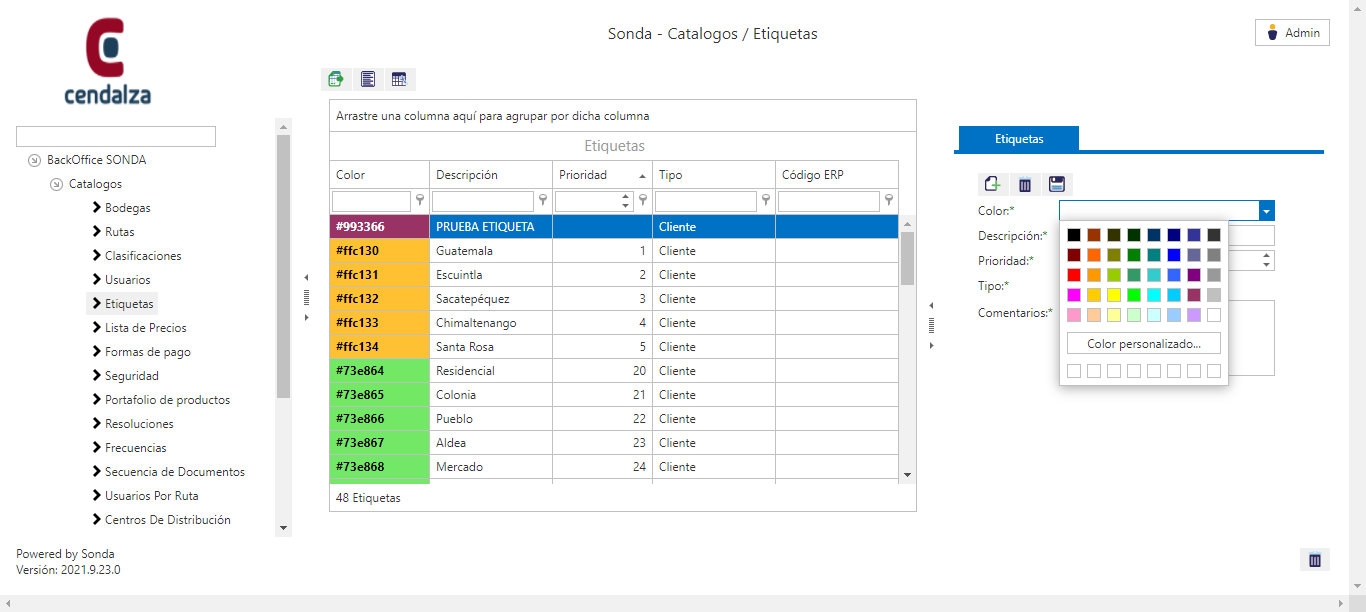 cendalza
Sonda - Catalogos / Etiquetas
Admin
BackOffice SONDA
Catalogos
Bodegas
Rutas
Clasificaciones
Usuarios
Etiquetas
Lista de Precios
Formas de pago
Seguridad
Portafolio de productos
Resoluciones
Frecuencias
Secuencia de Documentos
Usuarios Por Ruta
Centros De Distribución
Powered by Sonda
Versión: 2021.9.23.0
Arrastre una columna aquí para agrupar por dicha columna
Etiquetas
Color Descripción Prioridad Tipo Código ERP
#993366 PRUEBA ETIQUETA Cliente
#ffc130 Guatemala 1 Cliente
#ffc131 Escuintla 2 Cliente
#ffc132 Sacatepéquez 3 Cliente
#ffc133 Chimaltenango 4 Cliente
#ffc134 Santa Rosa 5 Cliente
#73e864 Residencial 20 Cliente
#73e865 Colonia 21 Cliente
#73e866 Pueblo 22 Cliente
#73e867 Aldea 23 Cliente
#73e868 Mercado 24 Cliente
48 Etiquetas
Etiquetas
Color:*
Descripción:*
Prioridad:*
Tipo:*
Comentarios:*
Color personalizado...